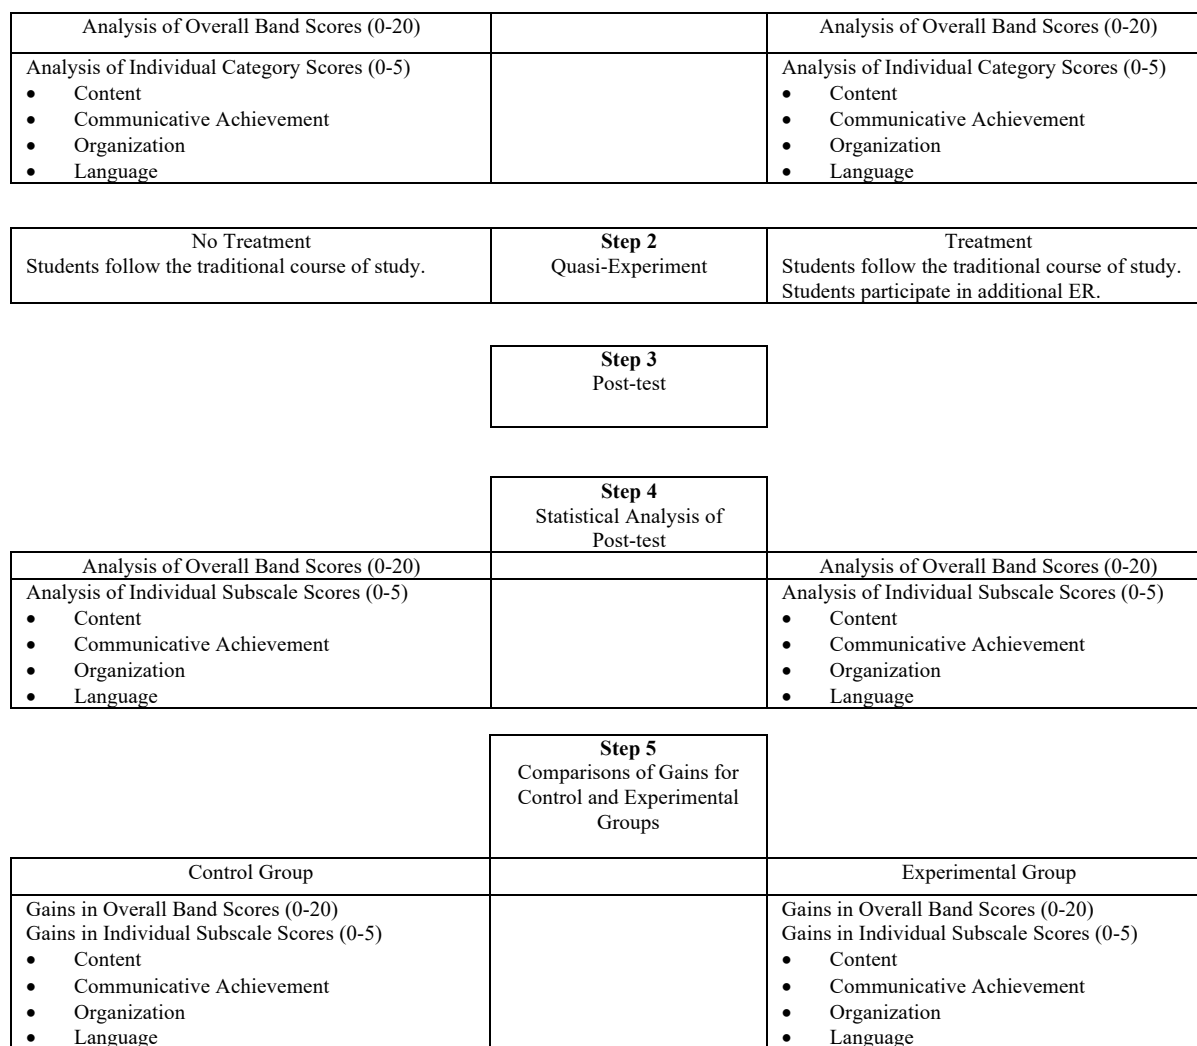 Analysis of Overall Band Scores (0-20)
Analysis of Overall Band Scores (0-20)
Analysis of Individual Category Scores (0-5)
• Content
• Communicative Achievement
• Organization
• Language
Analysis of Individual Category Scores (0-5)
• Content
• Communicative Achievement
• Organization
• Language
No Treatment
Students follow the traditional course of study.
Step 2
Quasi-Experiment
Treatment
Students follow the traditional course of study.
Students participate in additional ER.
Step 3
Post-test
Step 4
Statistical Analysis of
Post-test
Analysis of Overall Band Scores (0-20)
Analysis of Overall Band Scores (0-20)
Analysis of Individual Subscale Scores (0-5)
• Content
• Communicative Achievement
• Organization
• Language
Analysis of Individual Subscale Scores (0-5)
• Content
• Communicative Achievement
• Organization
• Language
Step 5
Comparisons of Gains for
Control and Experimental
Groups
Control Group
Experimental Group
Gains in Overall Band Scores (0-20)
Gains in Individual Subscale Scores (0-5)
• Content
• Communicative Achievement
• Organization
• Language
Gains in Overall Band Scores (0-20)
Gains in Individual Subscale Scores (0-5)
• Content
• Communicative Achievement
• Organization
• Language